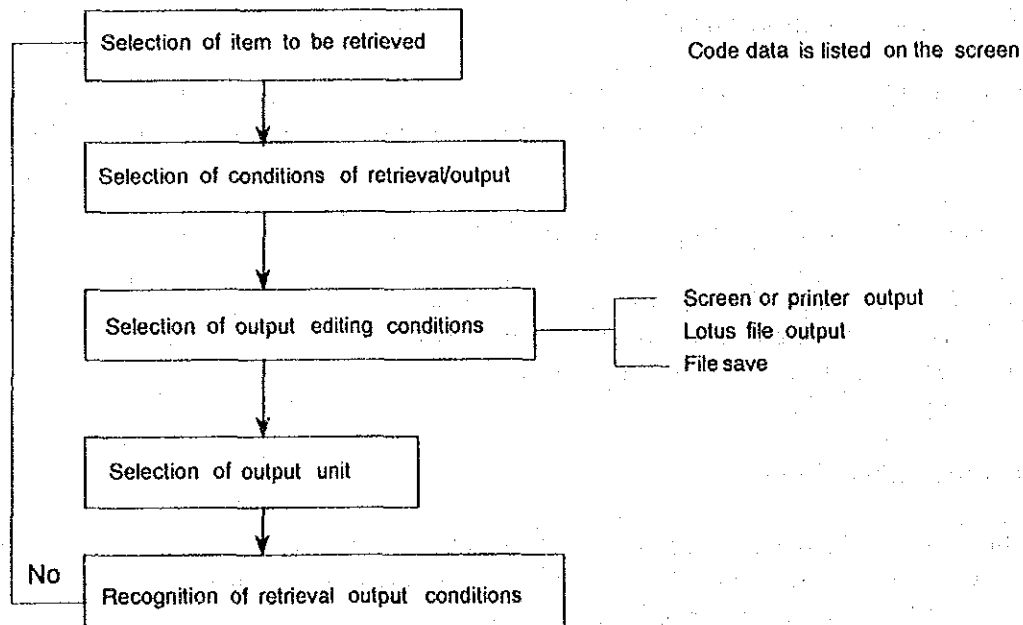 Selection of item to be retrieved
Code data is listed on the screen
Selection of conditions of retrieval/output
Selection of output editing conditions
Screen or printer output
Lotus file output
File save
Selection of output unit
No
Recognition of retrieval output conditions